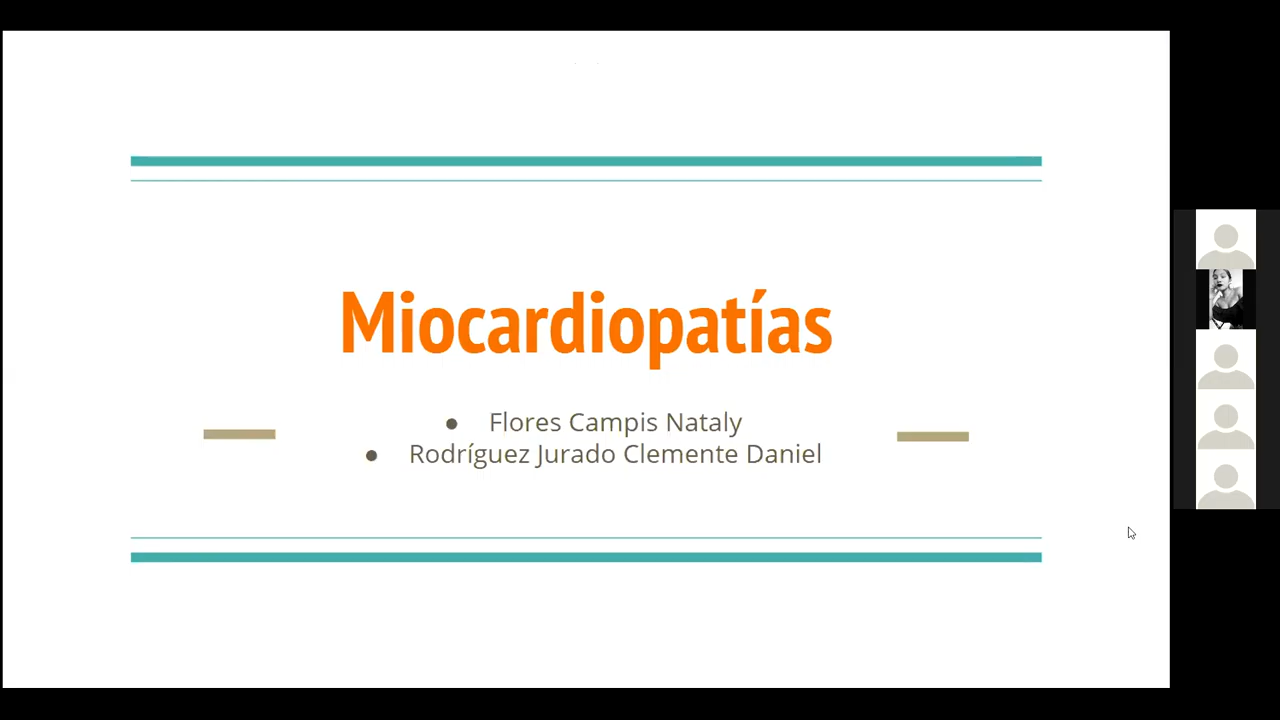 Miocardiopatías
● Flores Campis Nataly
● Rodríguez Jurado Clemente Daniel